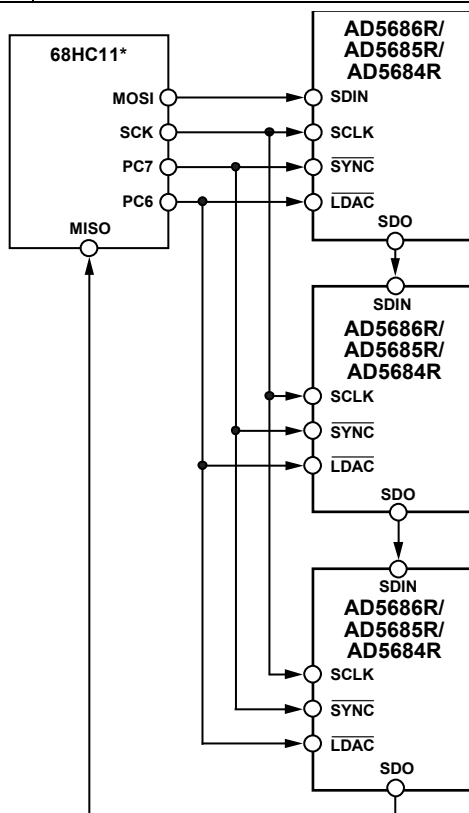 68HC11*
MOSI
SCK
PC7
PC6
MISO
AD5686R/
AD5685R/
AD5684R
SDIN
SCLK
SYNC
LDAC
SDO
SDIN
AD5686R/
AD5685R/
AD5684R
SCLK
SYNC
LDAC
SDO
SDIN
AD5686R/
AD5685R/
AD5684R
SCLK
SYNC
LDAC
SDO